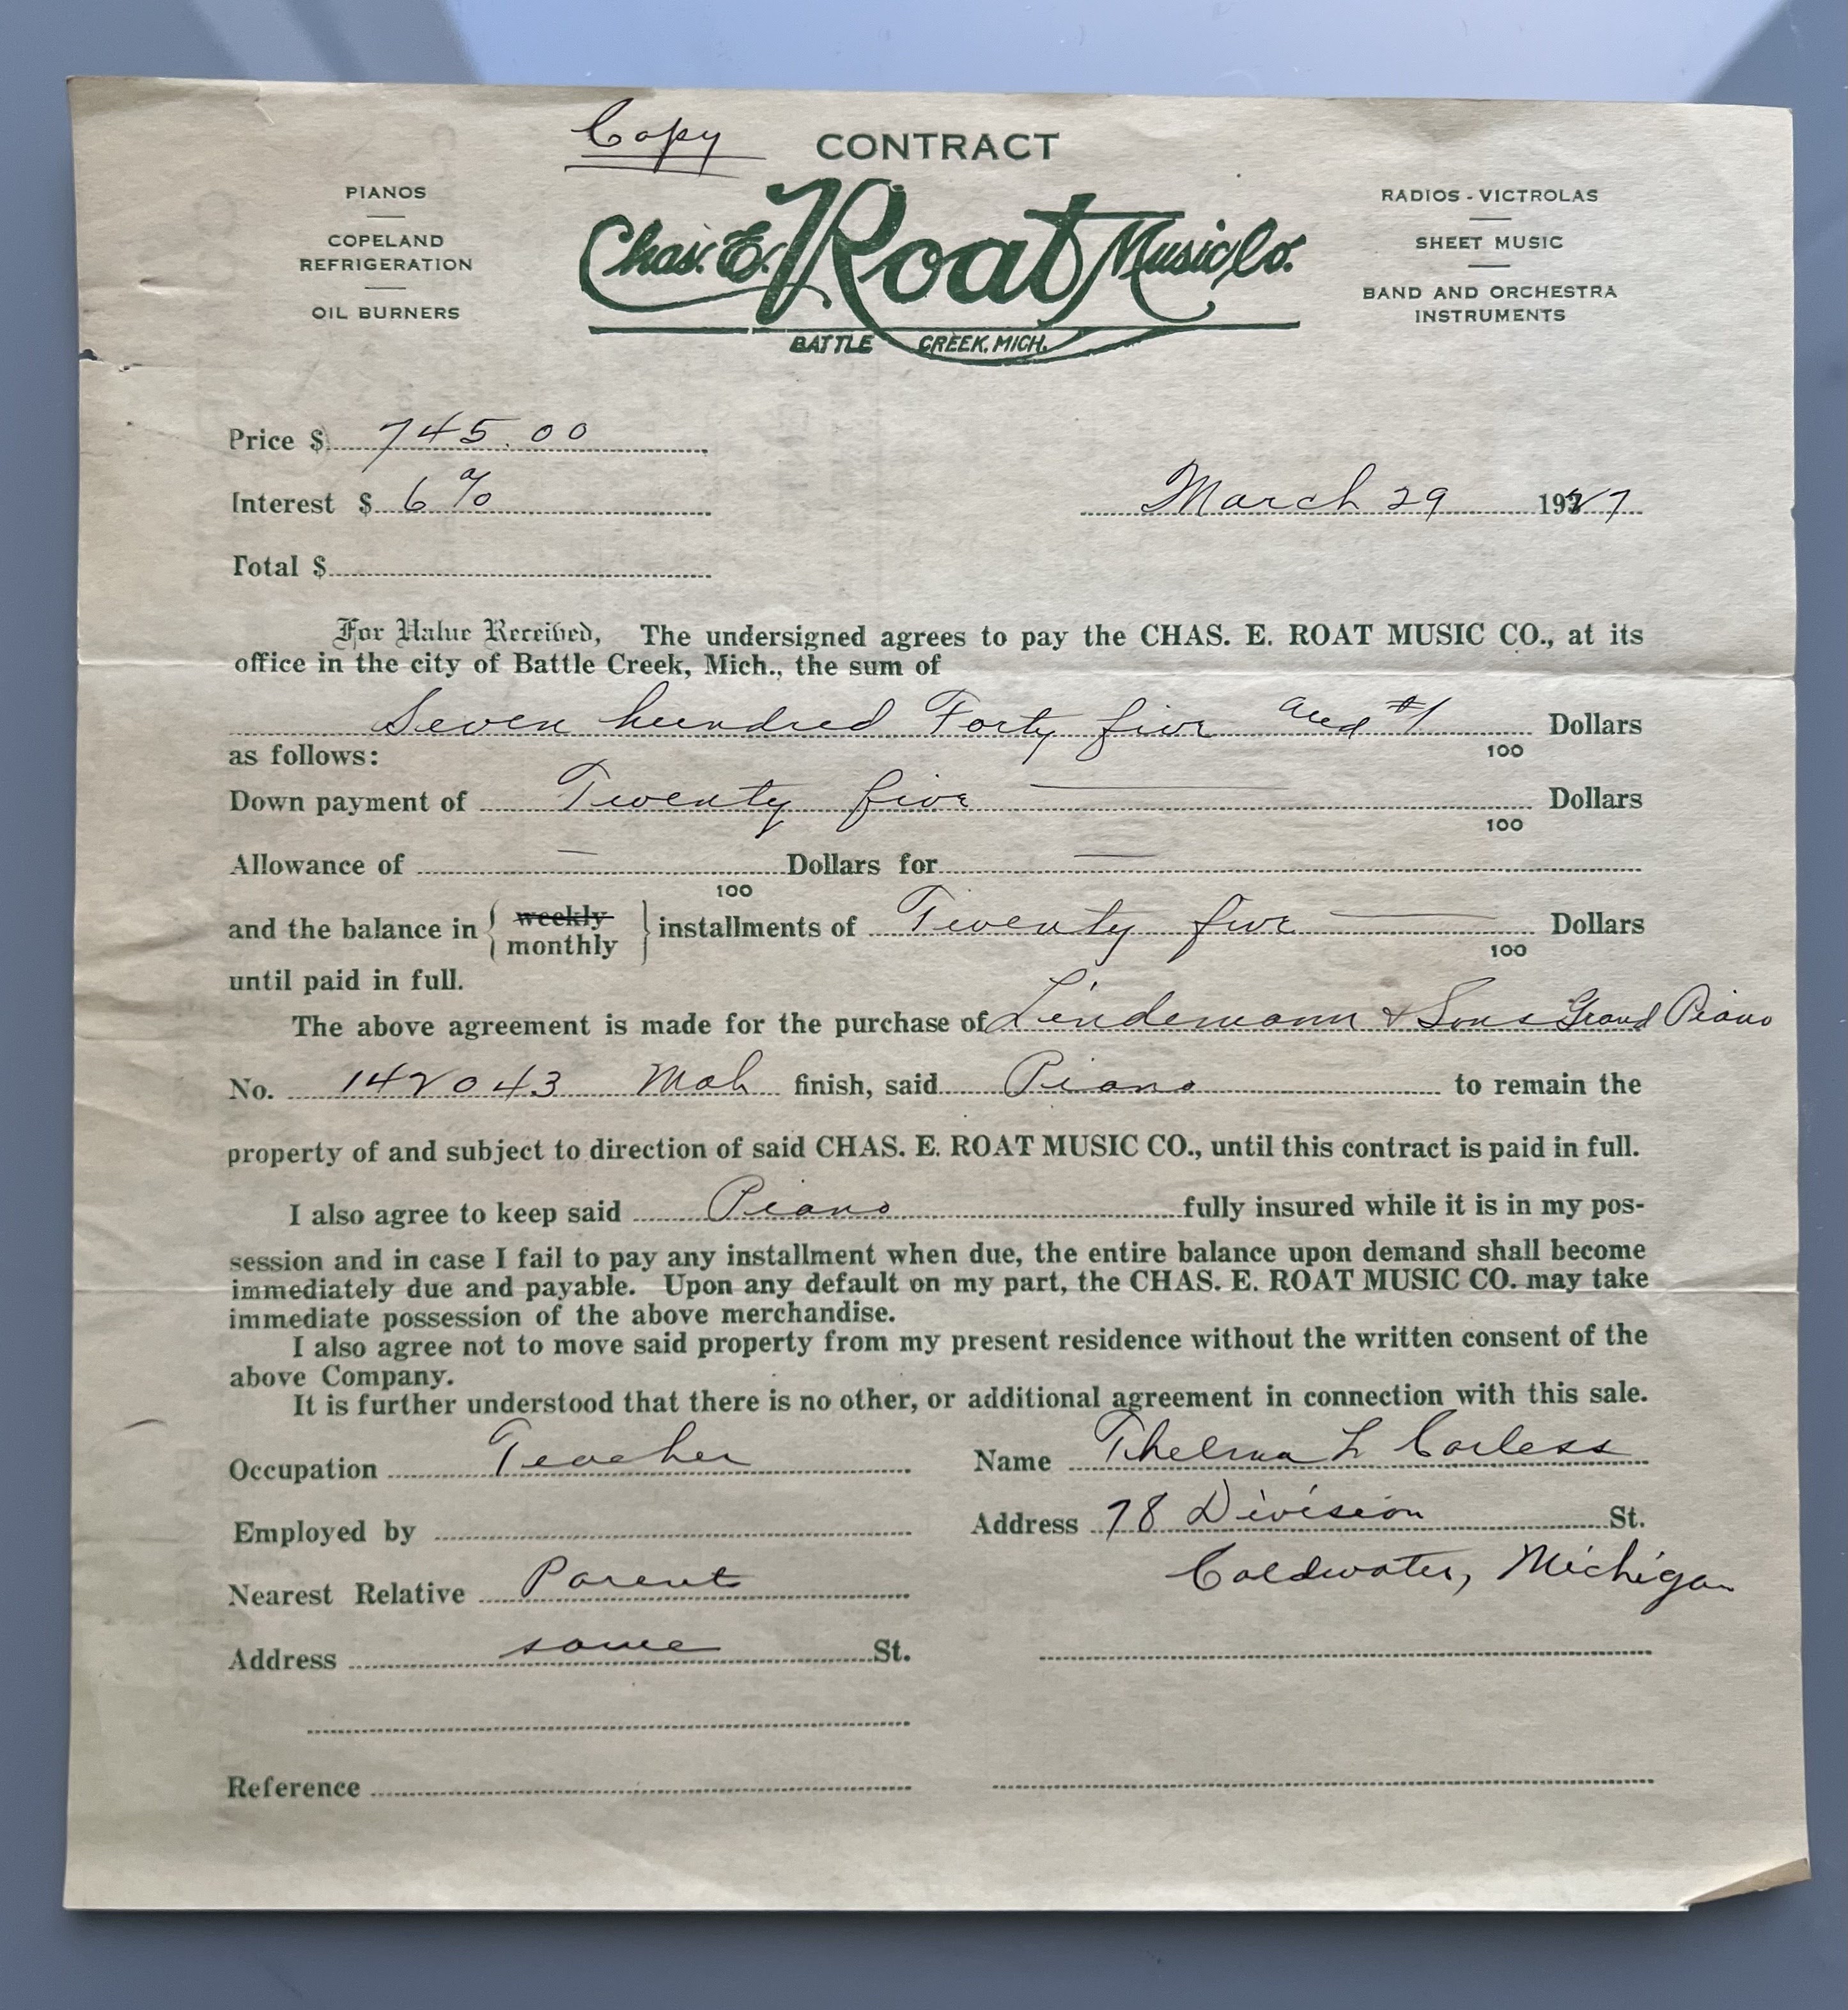 Copy CONTRACT
PIANOS
COPELAND
REFRIGERATION
OIL BURNERS
Chas. E. Roat Music Co.
BATTLE CREEK, MICH.
RADIOS - VICTROLAS
SHEET MUSIC
BAND AND ORCHESTRA
INSTRUMENTS
Price $ 745.00
Interest $ 6 %
March 29 1927
Total $
For Value Received, The undersigned agrees to pay the CHAS. E. ROAT MUSIC CO., at its
office in the city of Battle Creek, Mich., the sum of
Seven hundred Forty five and Dollars
as follows: 100
Down payment of Twenty five Dollars
100
Allowance of — Dollars for —
100
and the balance in { weekly monthly } installments of Twenty five Dollars
100
until paid in full.
The above agreement is made for the purchase of Lindemann & Sons Grand Piano
No. 142043 Mah finish, said Piano to remain the
property of and subject to direction of said CHAS. E. ROAT MUSIC CO., until this contract is paid in full.
I also agree to keep said Piano fully insured while it is in my pos-
session and in case I fail to pay any installment when due, the entire balance upon demand shall become
immediately due and payable. Upon any default on my part, the CHAS. E. ROAT MUSIC CO. may take
immediate possession of the above merchandise.
I also agree not to move said property from my present residence without the written consent of the
above Company.
It is further understood that there is no other, or additional agreement in connection with this sale.
Occupation Teacher
Name Thelma L Corless
Employed by
Address 78 Division St.
Coldwater, Michigan
Nearest Relative Parent
Address same St.
Reference